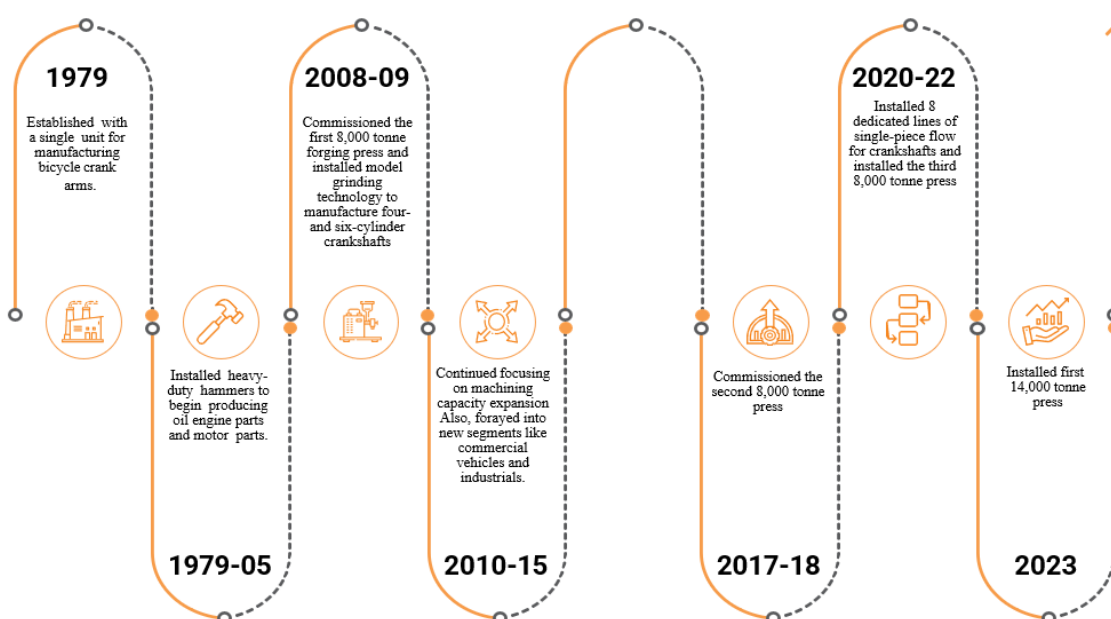 1979
Established with
a single unit for
manufacturing
bicycle crank
arms.
Installed heavy-
duty hammers to
begin producing
oil engine parts
and motor parts.
1979-05
2008-09
Commissioned the
first 8,000 tonne
forging press and
installed model
grinding
technology to
manufacture four-
and six-cylinder
crankshafts
Continued focusing
on machining
capacity expansion
Also, forayed into
new segments like
commercial
vehicles and
industrials.
2010-15
Commissioned the
second 8,000 tonne
press
2017-18
2020-22
Installed 8
dedicated lines of
single-piece flow
for crankshafts and
installed the third
8,000 tonne press
Installed first
14,000 tonne
press
2023